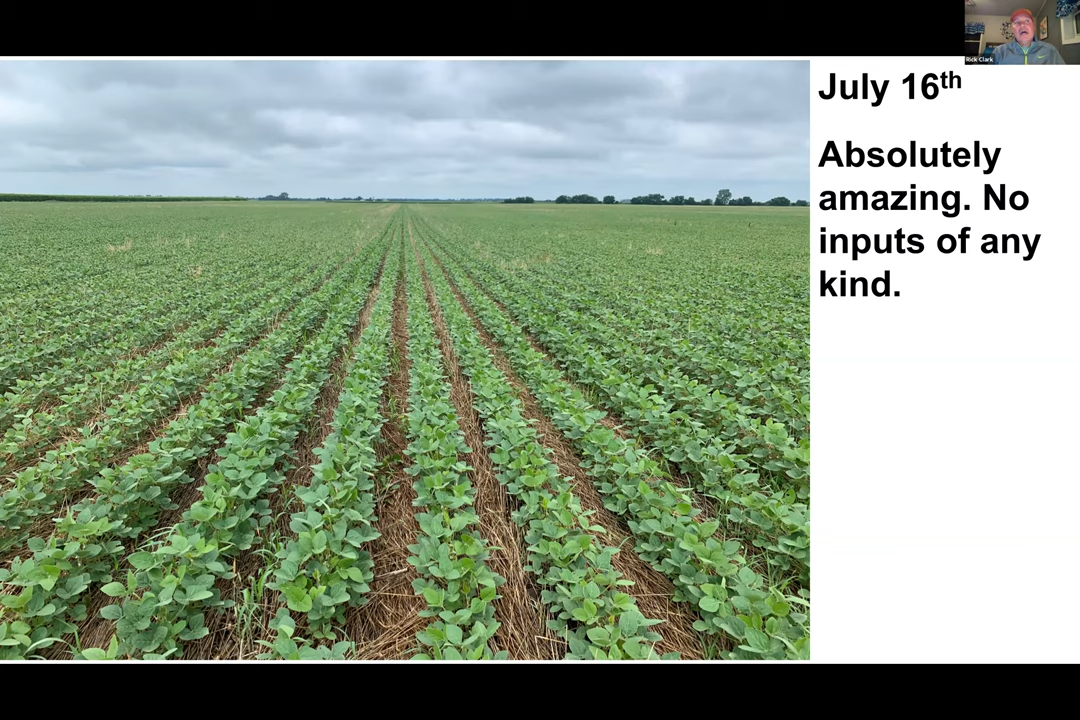 Rick Clark
July 16th
Absolutely
amazing. No
inputs of any
kind.